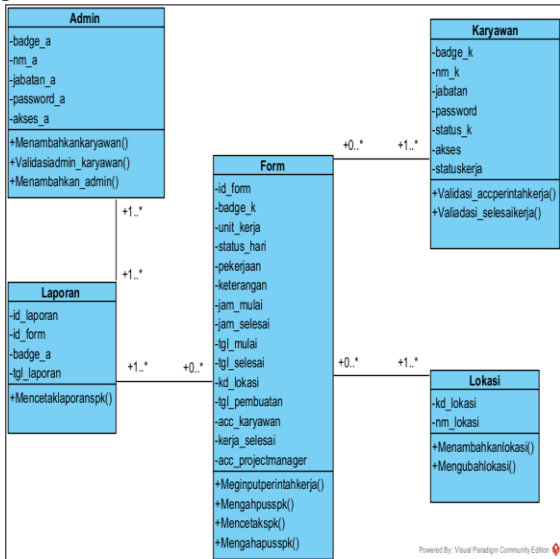 Admin
-badge_a
-nm_a
-jabatan_a
-password_a
-akses_a
+Menambahkankaryawan()
+Validasiadmin_karyawan()
+Menambahkan_admin()
+1..*
+1..*
Laporan
-id_laporan
-id_form
-badge_a
-tgl_laporan
+Mencetaklaporanspk()
+1..*
+0..*
Form
-id_form
-badge_k
-unit_kerja
-status_hari
-pekerjaan
-keterangan
-jam_mulai
-jam_selesai
-tgl_mulai
-tgl_selesai
-kd_lokasi
-tgl_pembuatan
-acc_karyawan
-kerja_selesai
-acc_projectmanager
+Meginputperintahkerja()
+Mengahpusspk()
+Mencetakspk()
+Mengahapusspk()
+0..*
+1..*
Karyawan
-badge_k
-nm_k
-jabatan
-password
-status_k
-akses
-statuskerja
+Validasi_accperintahkerja()
+Valiadasi_selesaikerja()
+0..*
+1..*
Lokasi
-kd_lokasi
-nm_lokasi
+Menambahkanlokasi()
+Mengubahlokasi()
Powered By: Visual Paradigm Community Edition